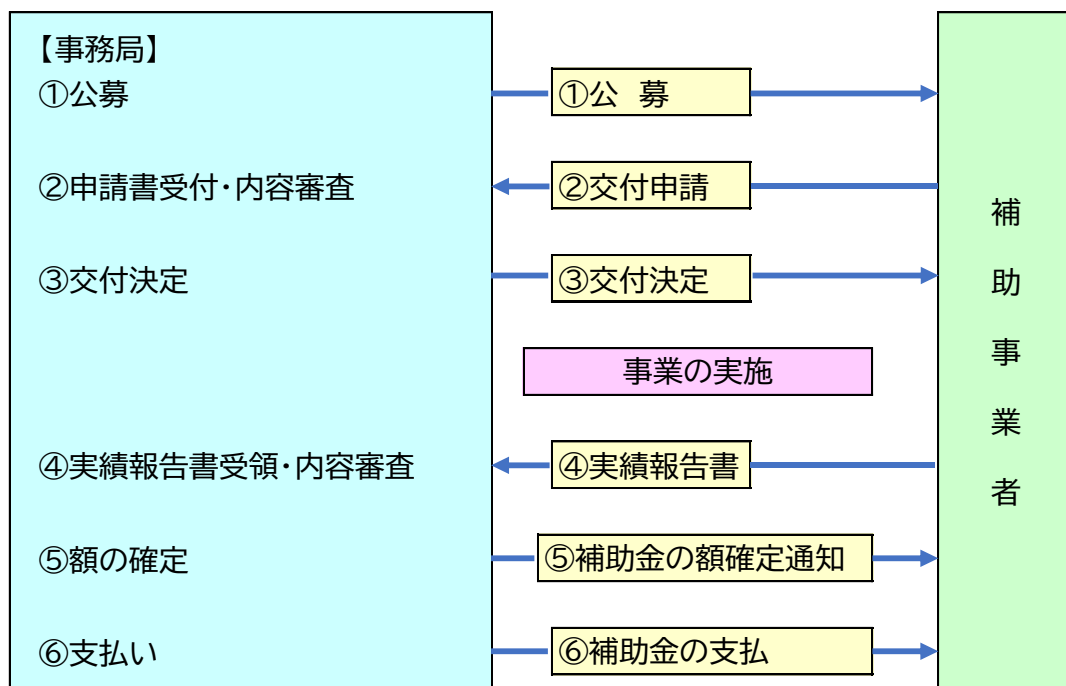 【事務局】
①公募
①公 募
②申請書受付・内容審査
②交付申請
③交付決定
③交付決定
事業の実施
④実績報告書受領・内容審査
④実績報告書
⑤額の確定
⑤補助金の額確定通知
⑥支払い
⑥補助金の支払
補助事業者